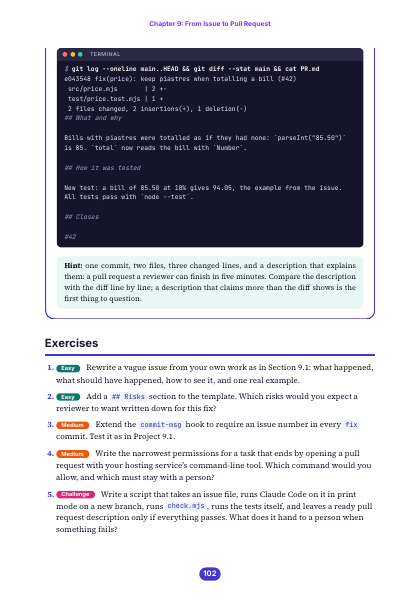 Chapter 9: From Issue to Pull Request
TERMINAL
$ git log --oneline main..HEAD && git diff --stat main && cat PR.md
e043548 fix(price): keep piastres when totalling a bill (#42)
src/price.mjs | 2 +-
test/price.test.mjs | 1 +
2 files changed, 2 insertions(+), 1 deletion(-)
## What and why
Bills with piastres were totalled as if they had none: `parseInt("85.50")`
is 85. `total` now reads the bill with `Number`.
## How it was tested
New test: a bill of 85.50 at 10% gives 94.05, the example from the issue.
All tests pass with `node --test`.
## Closes
#42
Hint: one commit, two files, three changed lines, and a description that explains
them: a pull request a reviewer can finish in five minutes. Compare the description
with the diff line by line; a description that claims more than the diff shows is the
first thing to question.
Exercises
1. Easy Rewrite a vague issue from your own work as in Section 9.1: what happened,
what should have happened, how to see it, and one real example.
2. Easy Add a ## Risks section to the template. Which risks would you expect a
reviewer to want written down for this fix?
3. Medium Extend the commit-msg hook to require an issue number in every fix
commit. Test it as in Project 9.1.
4. Medium Write the narrowest permissions for a task that ends by opening a pull
request with your hosting service's command-line tool. Which command would you
allow, and which must stay with a person?
5. Challenge Write a script that takes an issue file, runs Claude Code on it in print
mode on a new branch, runs check.mjs, runs the tests itself, and leaves a ready pull
request description only if everything passes. What does it hand to a person when
something fails?
102